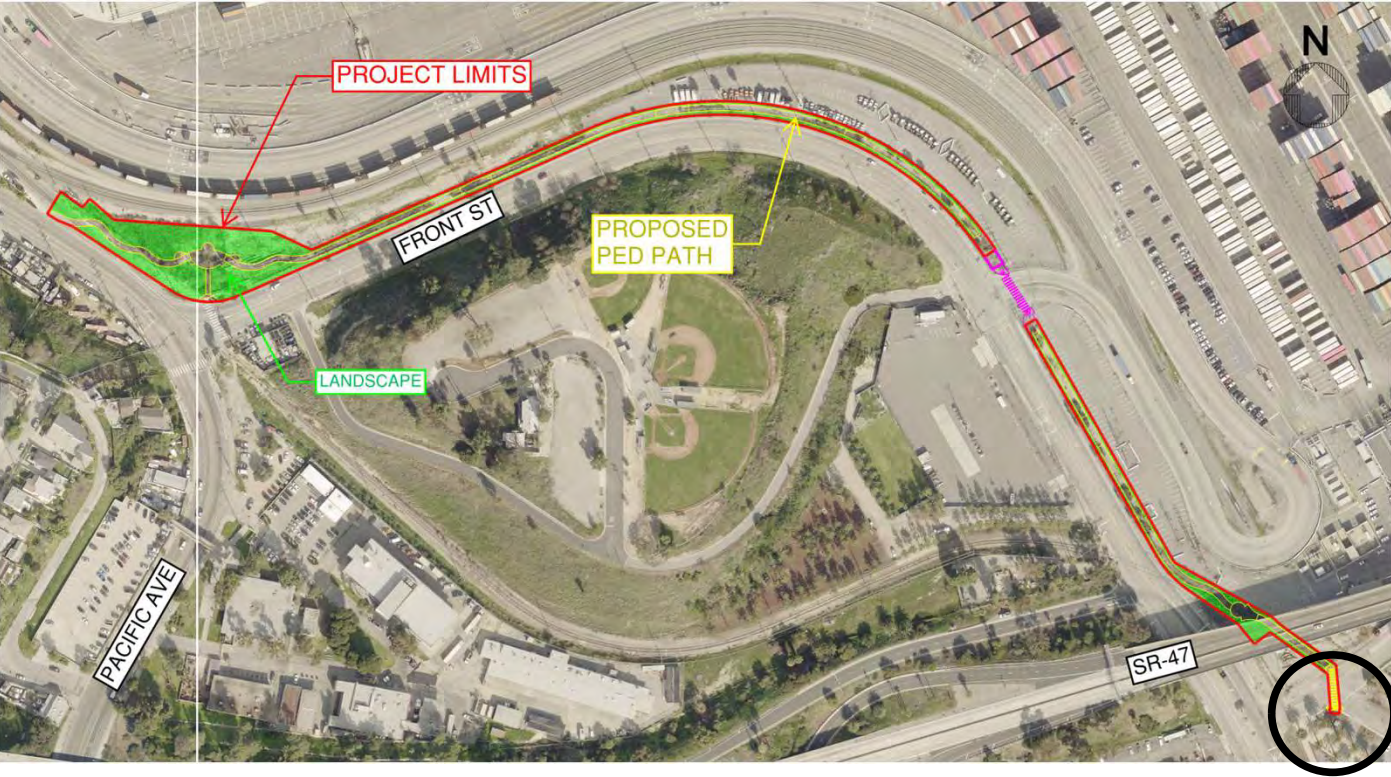 N
PROJECT LIMITS
FRONT ST
PROPOSED
PED PATH
LANDSCAPE
PACIFIC AVE
SR-47